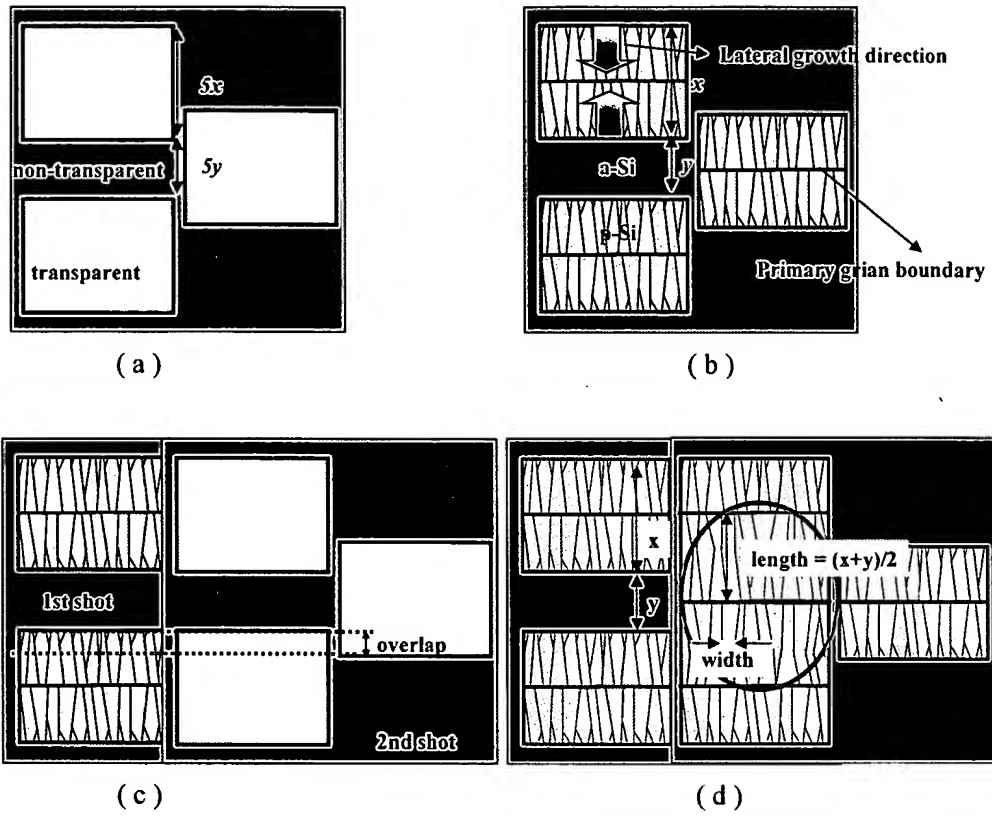 5x
non-transparent
5y
transparent
(a)
Lateral growth direction
x
a-Si
y
p-Si
Primary grian boundary
(b)
1st shot
overlap
2nd shot
(c)
x
length = (x+y)/2
y
width
(d)